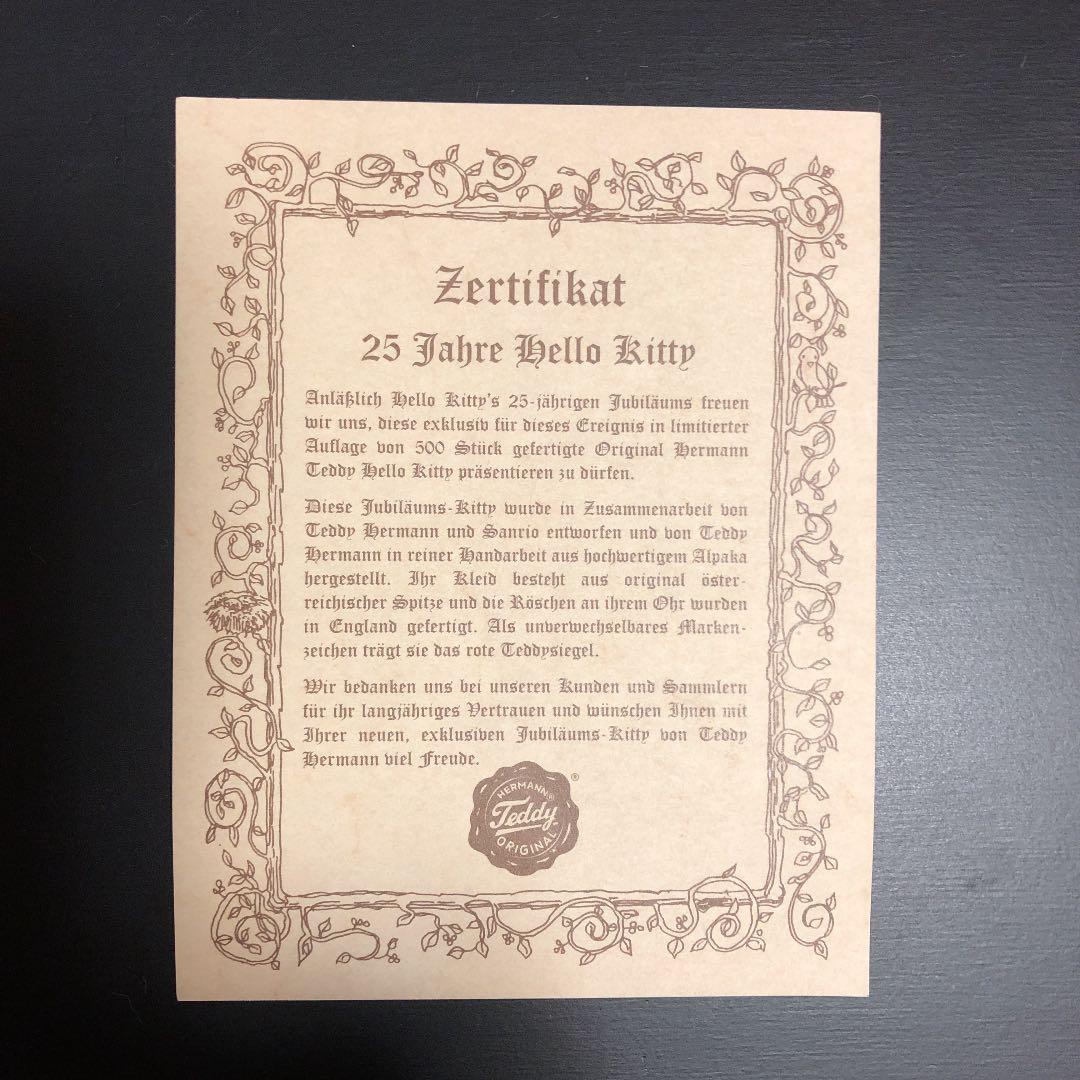 Zertifikat
25 Jahre Hello Kitty
Anläßlich Hello Kitty's 25-jährigen Jubiläums freuen
wir uns, diese exklusiv für dieses Ereignis in limitierter
Auflage von 500 Stück gefertigte Original Hermann
Teddy Hello Kitty präsentieren zu dürfen.
Diese Jubiläums-Kitty wurde in Zusammenarbeit von
Teddy Hermann und Sanrio entworfen und von Teddy
Hermann in reiner Handarbeit aus hochwertigem Alpaka
hergestellt. Ihr Kleid besteht aus original öster-
reichischer Spitze und die Röschen an ihrem Ohr wurden
in England gefertigt. Als unverwechselbares Marken-
zeichen trägt sie das rote Teddysiegel.
Wir bedanken uns bei unseren Kunden und Sammlern
für ihr langjähriges Vertrauen und wünschen Ihnen mit
Ihrer neuen, exklusiven Jubiläums-Kitty von Teddy
Hermann viel Freude.
HERMANN®
Teddy
ORIGINAL
®